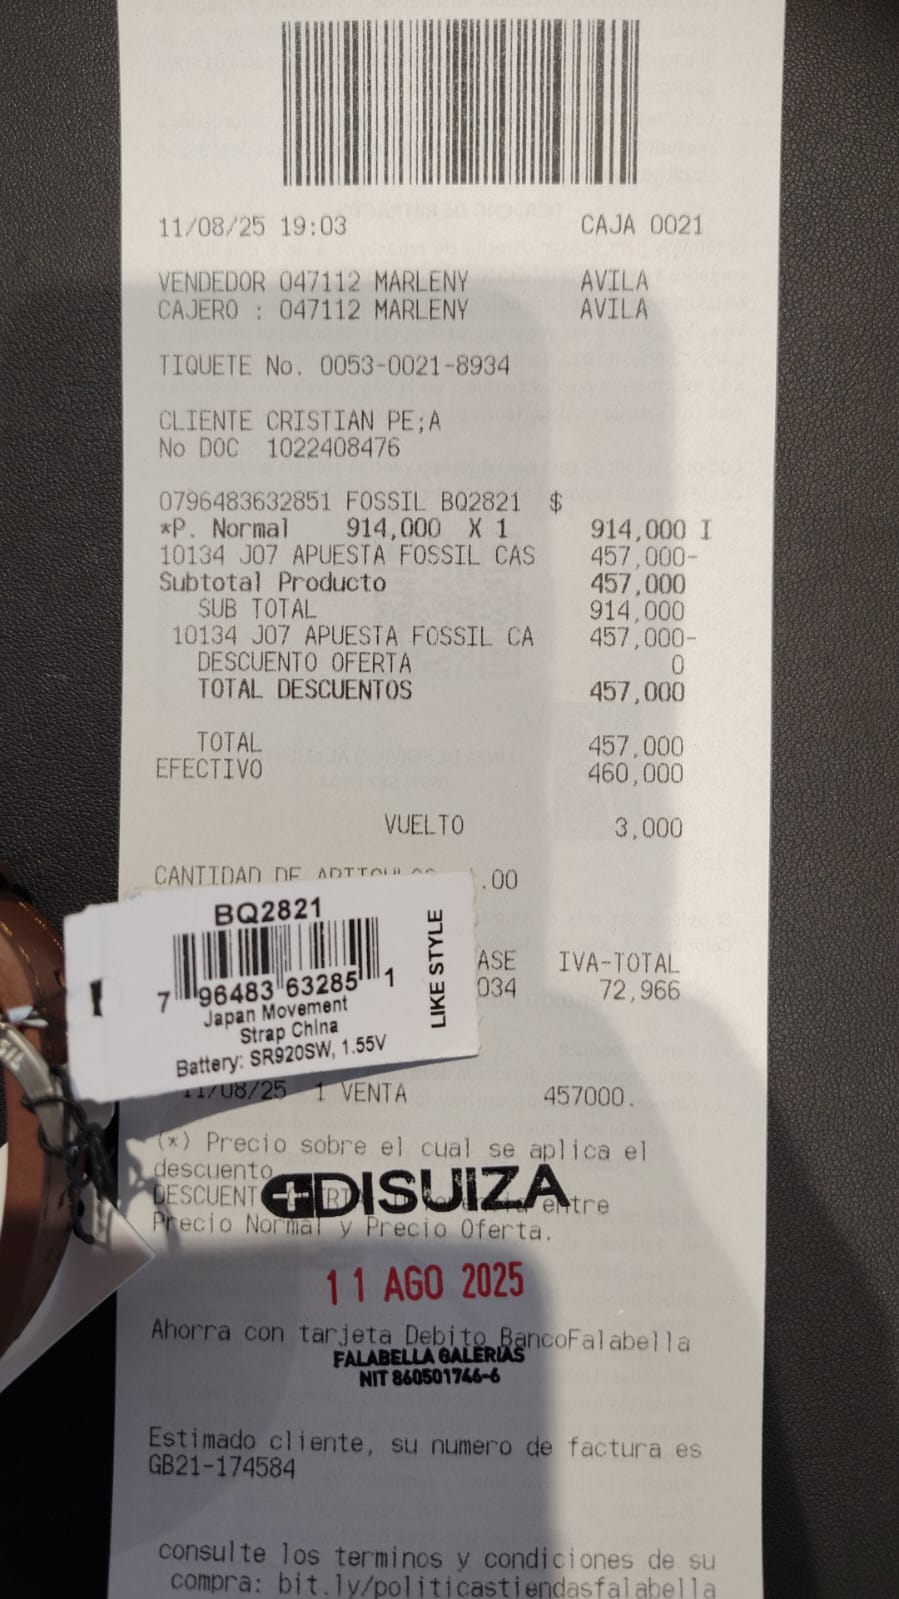 11/08/25 19:03 CAJA 0021
VENDEDOR 047112 MARLENY AVILA
CAJERO : 047112 MARLENY AVILA
TIQUETE No. 0053-0021-8934
CLIENTE CRISTIAN PE;A
No DOC 1022408476
0796483632851 FOSSIL BQ2821 $
*P. Normal 914,000 X 1 914,000 I
10134 J07 APUESTA FOSSIL CAS 457,000-
Subtotal Producto 457,000
SUB TOTAL 914,000
10134 J07 APUESTA FOSSIL CA 457,000-
DESCUENTO OFERTA 0
TOTAL DESCUENTOS 457,000
TOTAL 457,000
EFECTIVO 460,000
VUELTO 3,000
CANTIDAD DE .00
BQ2821
7 96483 63285 1
Japan Movement
Strap China
Battery: SR920SW, 1.55V
LIKE STYLE
ASE IVA-TOTAL
034 72,966
11/08/25 1 VENTA 457000.
(*) Precio sobre el cual se aplica el
descuento
DISUIZA
DESCUENT entre
Precio Normal y Precio Oferta.
11 AGO 2025
Ahorra con tarjeta Debito BancoFalabella
FALABELLA GALERIAS
NIT 860501746-6
Estimado cliente, su numero de factura es
GB21-174584
consulte los terminos y condiciones de su
compra: bit.ly/politicastiendasfalabella